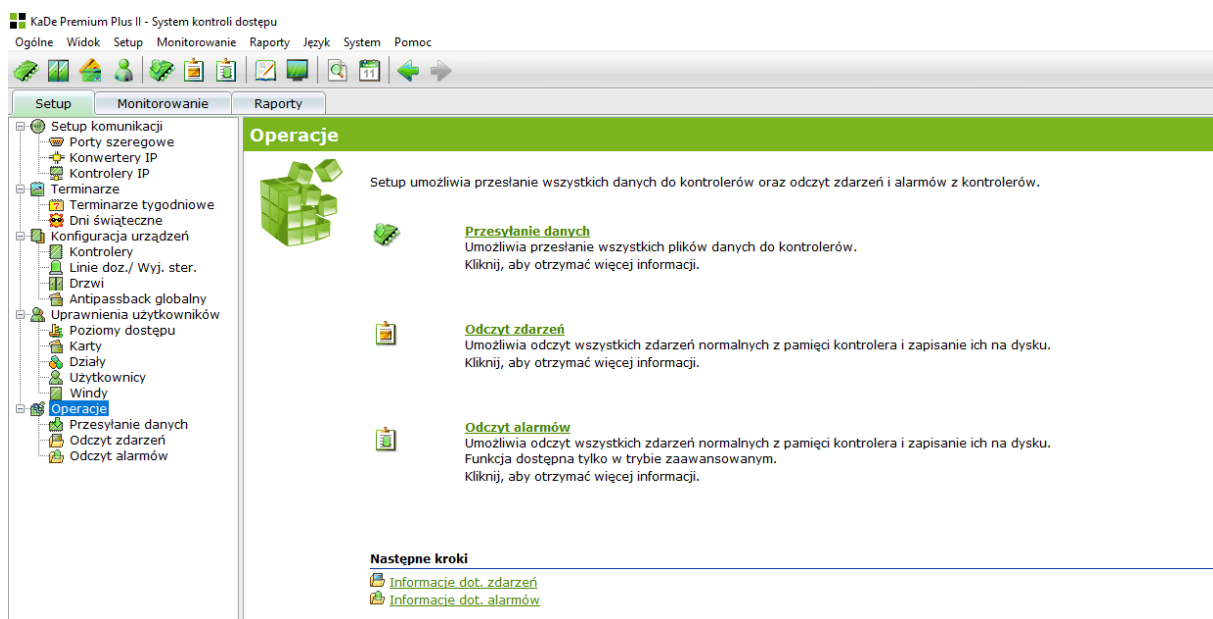 KaDe Premium Plus II - System kontroli dostępu
Ogólne Widok Setup Monitorowanie Raporty Język System Pomoc
11
Setup Monitorowanie Raporty
Setup komunikacji
Porty szeregowe
Konwertery IP
Kontrolery IP
Terminarze
Terminarze tygodniowe
Dni świąteczne
Konfiguracja urządzeń
Kontrolery
Linie doz./ Wyj. ster.
Drzwi
Antipassback globalny
Uprawnienia użytkowników
Poziomy dostępu
Karty
Działy
Użytkownicy
Windy
Operacje
Przesyłanie danych
Odczyt zdarzeń
Odczyt alarmów
Operacje
Setup umożliwia przesłanie wszystkich danych do kontrolerów oraz odczyt zdarzeń i alarmów z kontrolerów.
Przesyłanie danych
Umożliwia przesłanie wszystkich plików danych do kontrolerów.
Kliknij, aby otrzymać więcej informacji.
Odczyt zdarzeń
Umożliwia odczyt wszystkich zdarzeń normalnych z pamięci kontrolera i zapisanie ich na dysku.
Kliknij, aby otrzymać więcej informacji.
Odczyt alarmów
Umożliwia odczyt wszystkich zdarzeń normalnych z pamięci kontrolera i zapisanie ich na dysku.
Funkcja dostępna tylko w trybie zaawansowanym.
Kliknij, aby otrzymać więcej informacji.
Następne kroki
Informacje dot. zdarzeń
Informacje dot. alarmów